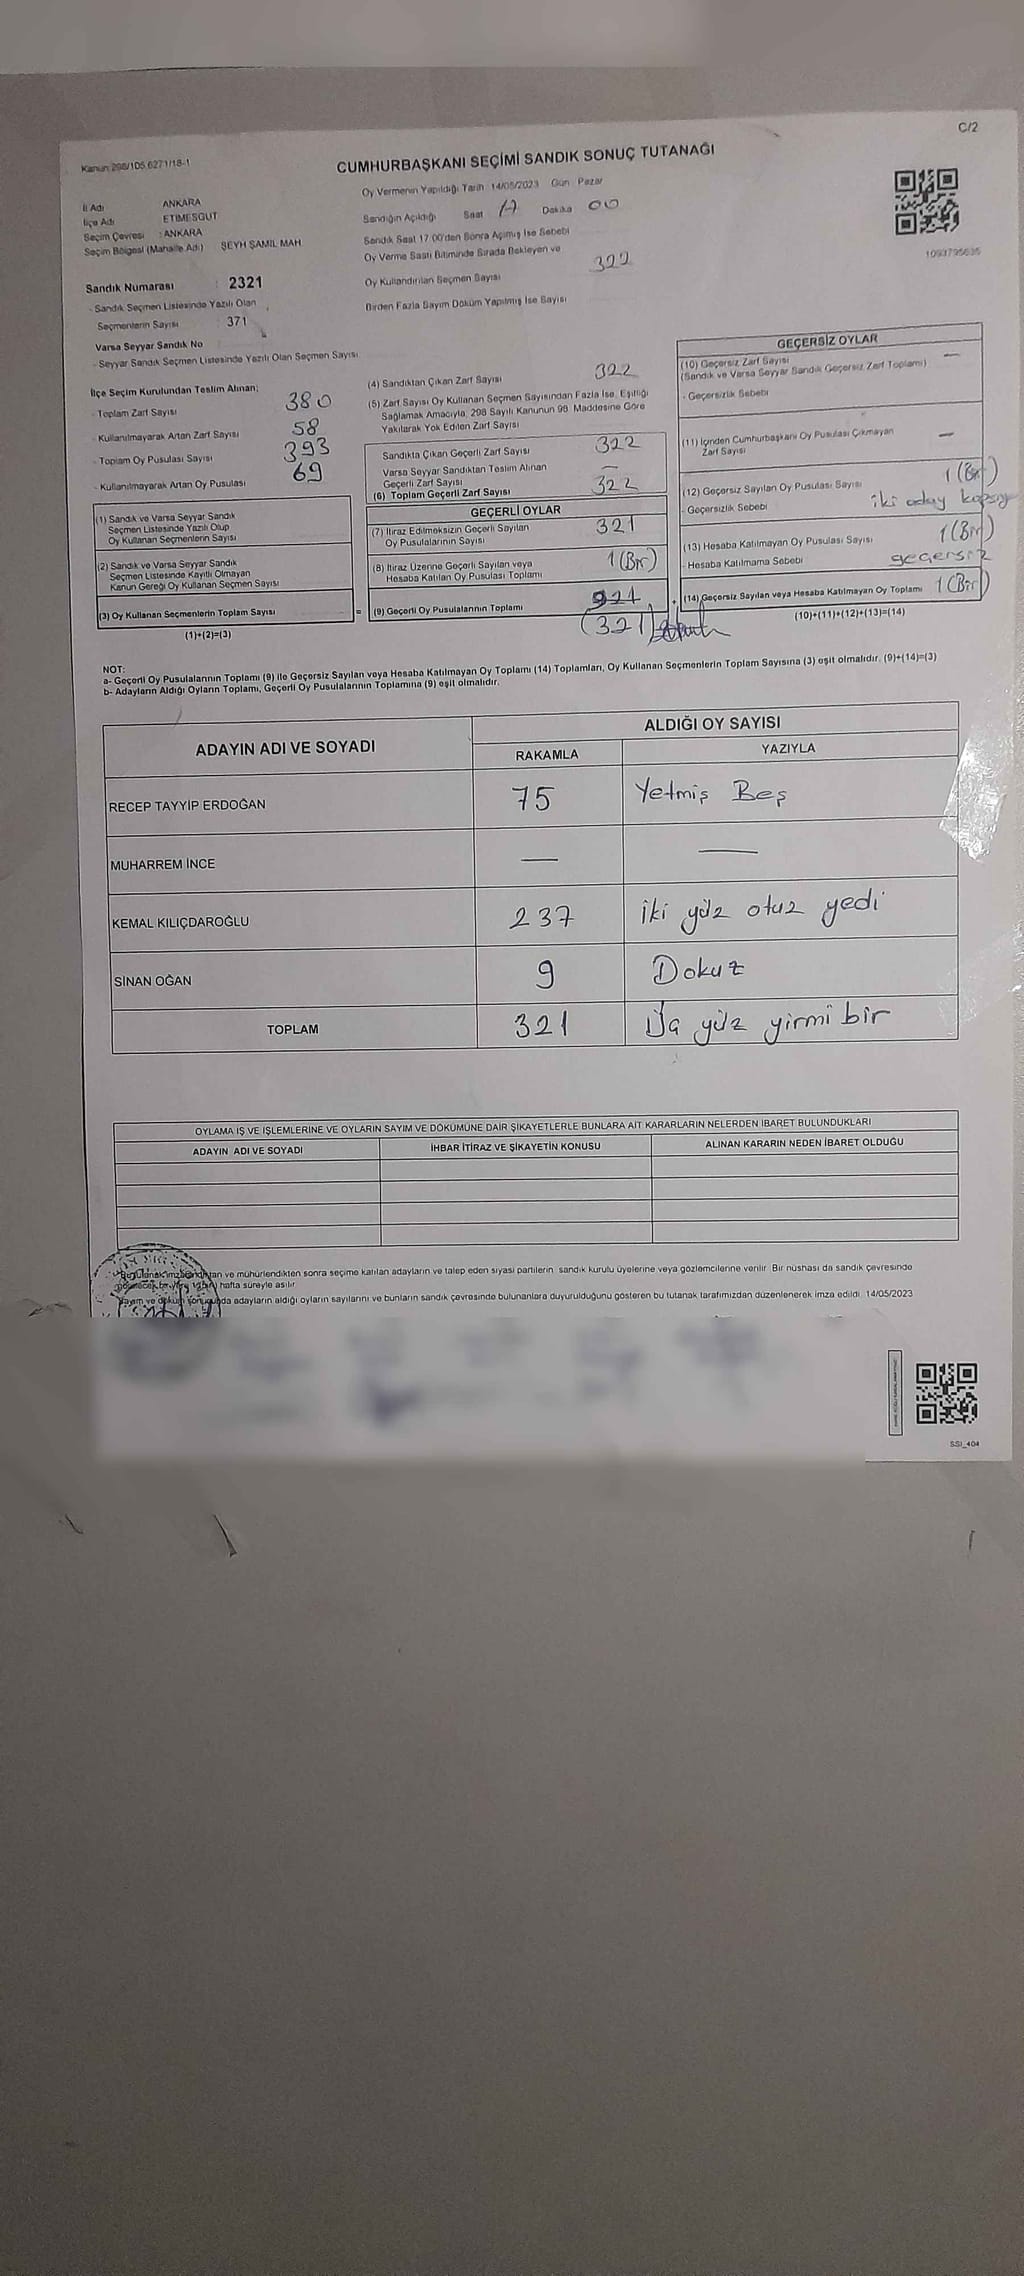 C/2
Kanun:298/105,6271/18-1
CUMHURBAŞKANI SEÇİMİ SANDIK SONUÇ TUTANAĞI
Oy Vermenin Yapıldığı Tarih 14/05/2023 Gün Pazar
İl Adı ANKARA
İlçe Adı ETİMESGUT
Seçim Çevresi : ANKARA
Seçim Bölgesi (Mahalle Adı) ŞEYH ŞAMİL MAH
Sandığın Açıldığı Saat 17 Dakika 00
Sandık Saat 17:00'den Sonra Açılmış İse Sebebi
Oy Verme Saati Bitiminde Sırada Bekleyen ve
Oy Kullandırılan Seçmen Sayısı 322
Birden Fazla Sayım Döküm Yapılmış İse Sayısı
1093795635
Sandık Numarası : 2321
- Sandık Seçmen Listesinde Yazılı Olan
Seçmenlerin Sayısı : 371
Varsa Seyyar Sandık No
- Seyyar Sandık Seçmen Listesinde Yazılı Olan Seçmen Sayısı
İlçe Seçim Kurulundan Teslim Alınan;
- Toplam Zarf Sayısı 380
- Kullanılmayarak Artan Zarf Sayısı 58
- Toplam Oy Pusulası Sayısı 393
- Kullanılmayarak Artan Oy Pusulası 69
(1) Sandık ve Varsa Seyyar Sandık
Seçmen Listesinde Yazılı Olup
Oy Kullanan Seçmenlerin Sayısı
(2) Sandık ve Varsa Seyyar Sandık
Seçmen Listesinde Kayıtlı Olmayan
Kanun Gereği Oy Kullanan Seçmen Sayısı
(3) Oy Kullanan Seçmenlerin Toplam Sayısı =
(1)+(2)=(3)
(4) Sandıktan Çıkan Zarf Sayısı 322
(5) Zarf Sayısı Oy Kullanan Seçmen Sayısından Fazla İse, Eşitliği
Sağlamak Amacıyla, 298 Sayılı Kanunun 98. Maddesine Göre
Yakılarak Yok Edilen Zarf Sayısı
Sandıkta Çıkan Geçerli Zarf Sayısı 322
Varsa Seyyar Sandıktan Teslim Alınan
Geçerli Zarf Sayısı —
(6) Toplam Geçerli Zarf Sayısı 322
GEÇERLİ OYLAR
(7) İtiraz Edilmeksizin Geçerli Sayılan
Oy Pusulalarının Sayısı 321
(8) İtiraz Üzerine Geçerli Sayılan veya
Hesaba Katılan Oy Pusulası Toplamı 1 (Bir)
(9) Geçerli Oy Pusulalarının Toplamı
(321)
GEÇERSİZ OYLAR
(10) Geçersiz Zarf Sayısı —
(Sandık ve Varsa Seyyar Sandık Geçersiz Zarf Toplamı)
- Geçersizlik Sebebi
(11) İçinden Cumhurbaşkanı Oy Pusulası Çıkmayan
Zarf Sayısı —
(12) Geçersiz Sayılan Oy Pusulası Sayısı 1 (Bir)
- Geçersizlik Sebebi iki aday
(13) Hesaba Katılmayan Oy Pusulası Sayısı 1 (Bir)
- Hesaba Katılmama Sebebi geçersiz
+ (14) Geçersiz Sayılan veya Hesaba Katılmayan Oy Toplamı 1 (Bir)
(10)+(11)+(12)+(13)=(14)
NOT:
a- Geçerli Oy Pusulalarının Toplamı (9) ile Geçersiz Sayılan veya Hesaba Katılmayan Oy Toplamı (14) Toplamları, Oy Kullanan Seçmenlerin Toplam Sayısına (3) eşit olmalıdır. (9)+(14)=(3)
b- Adayların Aldığı Oyların Toplamı, Geçerli Oy Pusulalarının Toplamına (9) eşit olmalıdır.
ADAYIN ADI VE SOYADI
ALDIĞI OY SAYISI
RAKAMLA YAZIYLA
RECEP TAYYİP ERDOĞAN 75 Yetmiş Beş
MUHARREM İNCE — —
KEMAL KILIÇDAROĞLU 237 iki yüz otuz yedi
SİNAN OĞAN 9 Dokuz
TOPLAM 321 yüz yirmi bir
OYLAMA İŞ VE İŞLEMLERİNE VE OYLARIN SAYIM VE DÖKÜMÜNE DAİR ŞİKAYETLERLE BUNLARA AİT KARARLARIN NELERDEN İBARET BULUNDUKLARI
ADAYIN ADI VE SOYADI İHBAR İTİRAZ VE ŞİKAYETİN KONUSU ALINAN KARARIN NEDEN İBARET OLDUĞU
ve mühürlendikten sonra seçime katılan adayların ve talep eden siyasi partilerin sandık kurulu üyelerine veya gözlemcilerine verilir. Bir nüshası da sandık çevresinde
hafta süreyle asılır
adayların aldığı oyların sayılarını ve bunların sandık çevresinde bulunanlara duyurulduğunu gösteren bu tutanak tarafımızdan düzenlenerek imza edildi. 14/05/2023
SSI_404